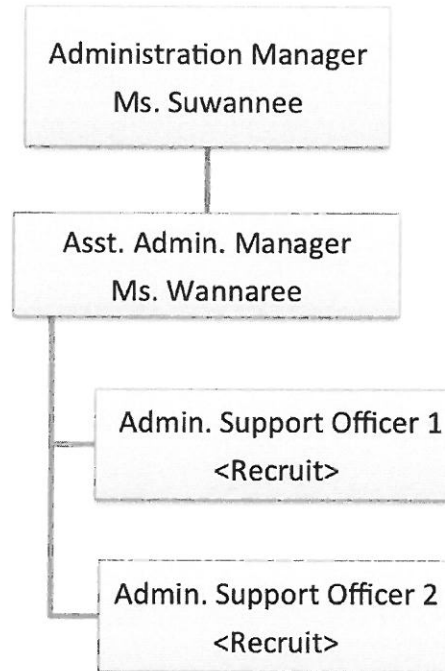 Administration Manager
Ms. Suwannee
Asst. Admin. Manager
Ms. Wannaree
Admin. Support Officer 1
<Recruit>
Admin. Support Officer 2
<Recruit>